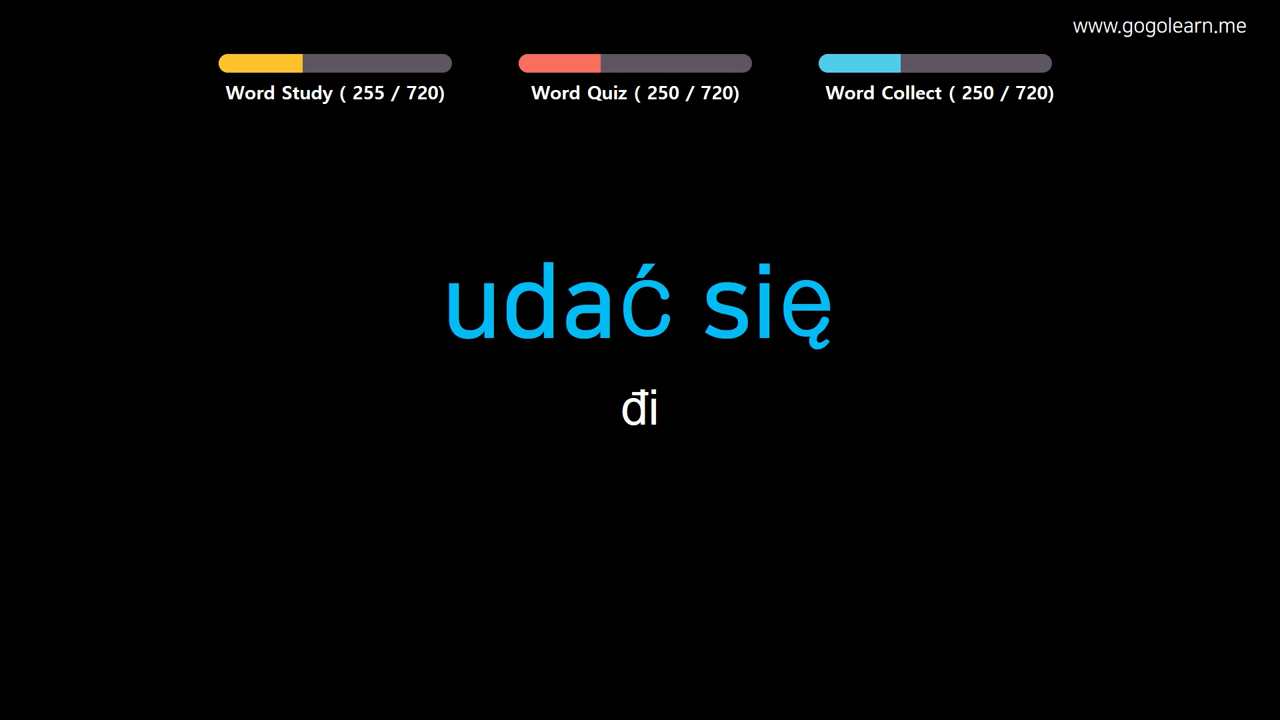 www.gogolearn.me
Word Study ( 255 / 720)
Word Quiz ( 250 / 720)
Word Collect ( 250 / 720)
udać się
đi